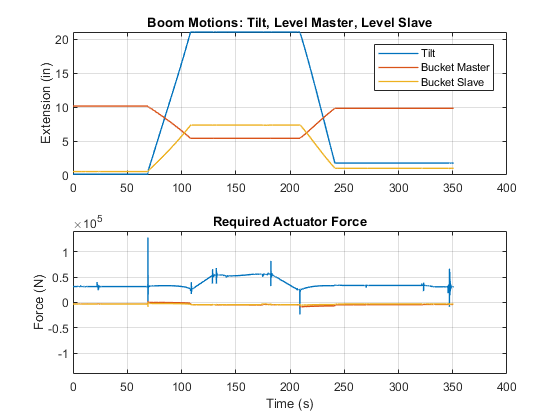 Boom Motions: Tilt, Level Master, Level Slave
Extension (in)
20
15
10
5
0
Tilt
Bucket Master
Bucket Slave
0 50 100 150 200 250 300 350 400
Required Actuator Force
×10^5
Force (N)
1
0.5
0
-0.5
-1
0 50 100 150 200 250 300 350 400
Time (s)